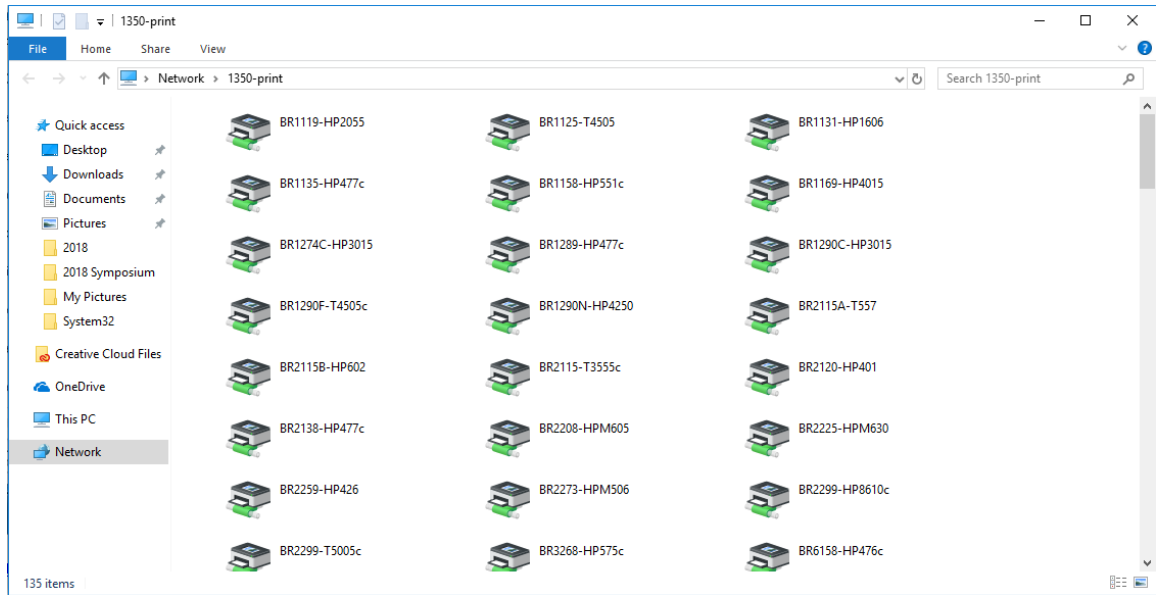 1350-print
File Home Share View
Network 1350-print Search 1350-print
Quick access
Desktop
Downloads
Documents
Pictures
2018
2018 Symposium
My Pictures
System32
Creative Cloud Files
OneDrive
This PC
Network
BR1119-HP2055 BR1125-T4505 BR1131-HP1606
BR1135-HP477c BR1158-HP551c BR1169-HP4015
BR1274C-HP3015 BR1289-HP477c BR1290C-HP3015
BR1290F-T4505c BR1290N-HP4250 BR2115A-T557
BR2115B-HP602 BR2115-T3555c BR2120-HP401
BR2138-HP477c BR2208-HPM605 BR2225-HPM630
BR2259-HP426 BR2273-HPM506 BR2299-HP8610c
BR2299-T5005c BR3268-HP575c BR6158-HP476c
135 items